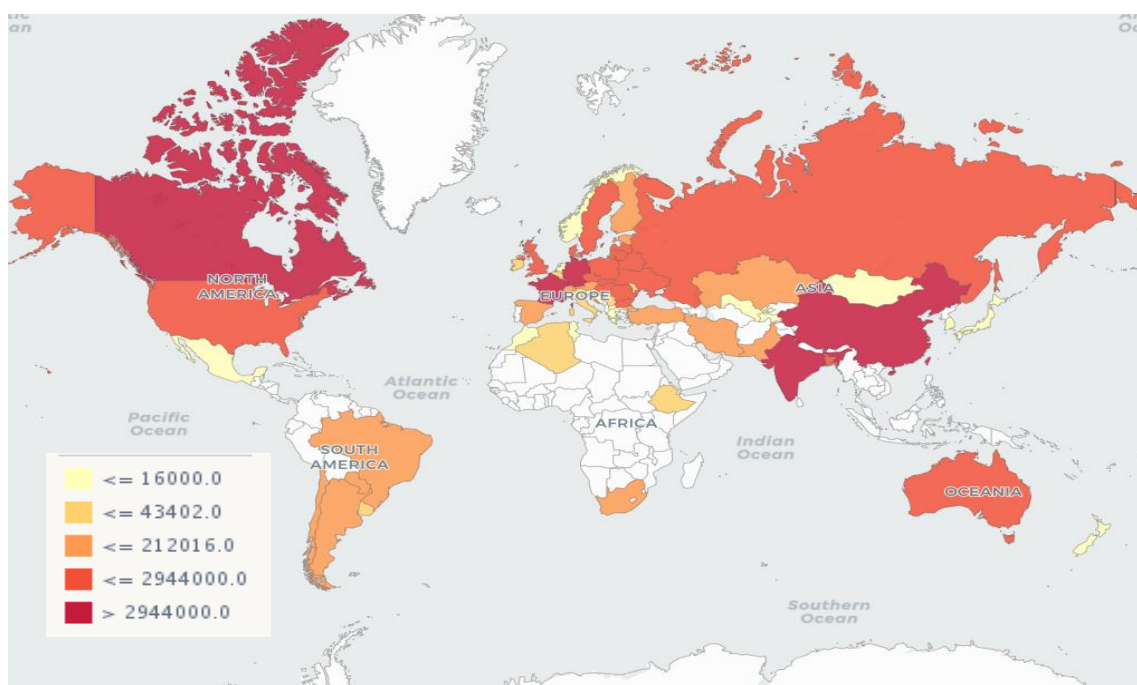 Ocean
NORTH
AMERICA
EUROPE
ASIA
Atlantic
Ocean
Pacific
Ocean
AFRICA
Indian
Ocean
SOUTH
AMERICA
OCEANIA
<= 16000.0
<= 43402.0
<= 212016.0
<= 2944000.0
> 2944000.0
Southern
Ocean